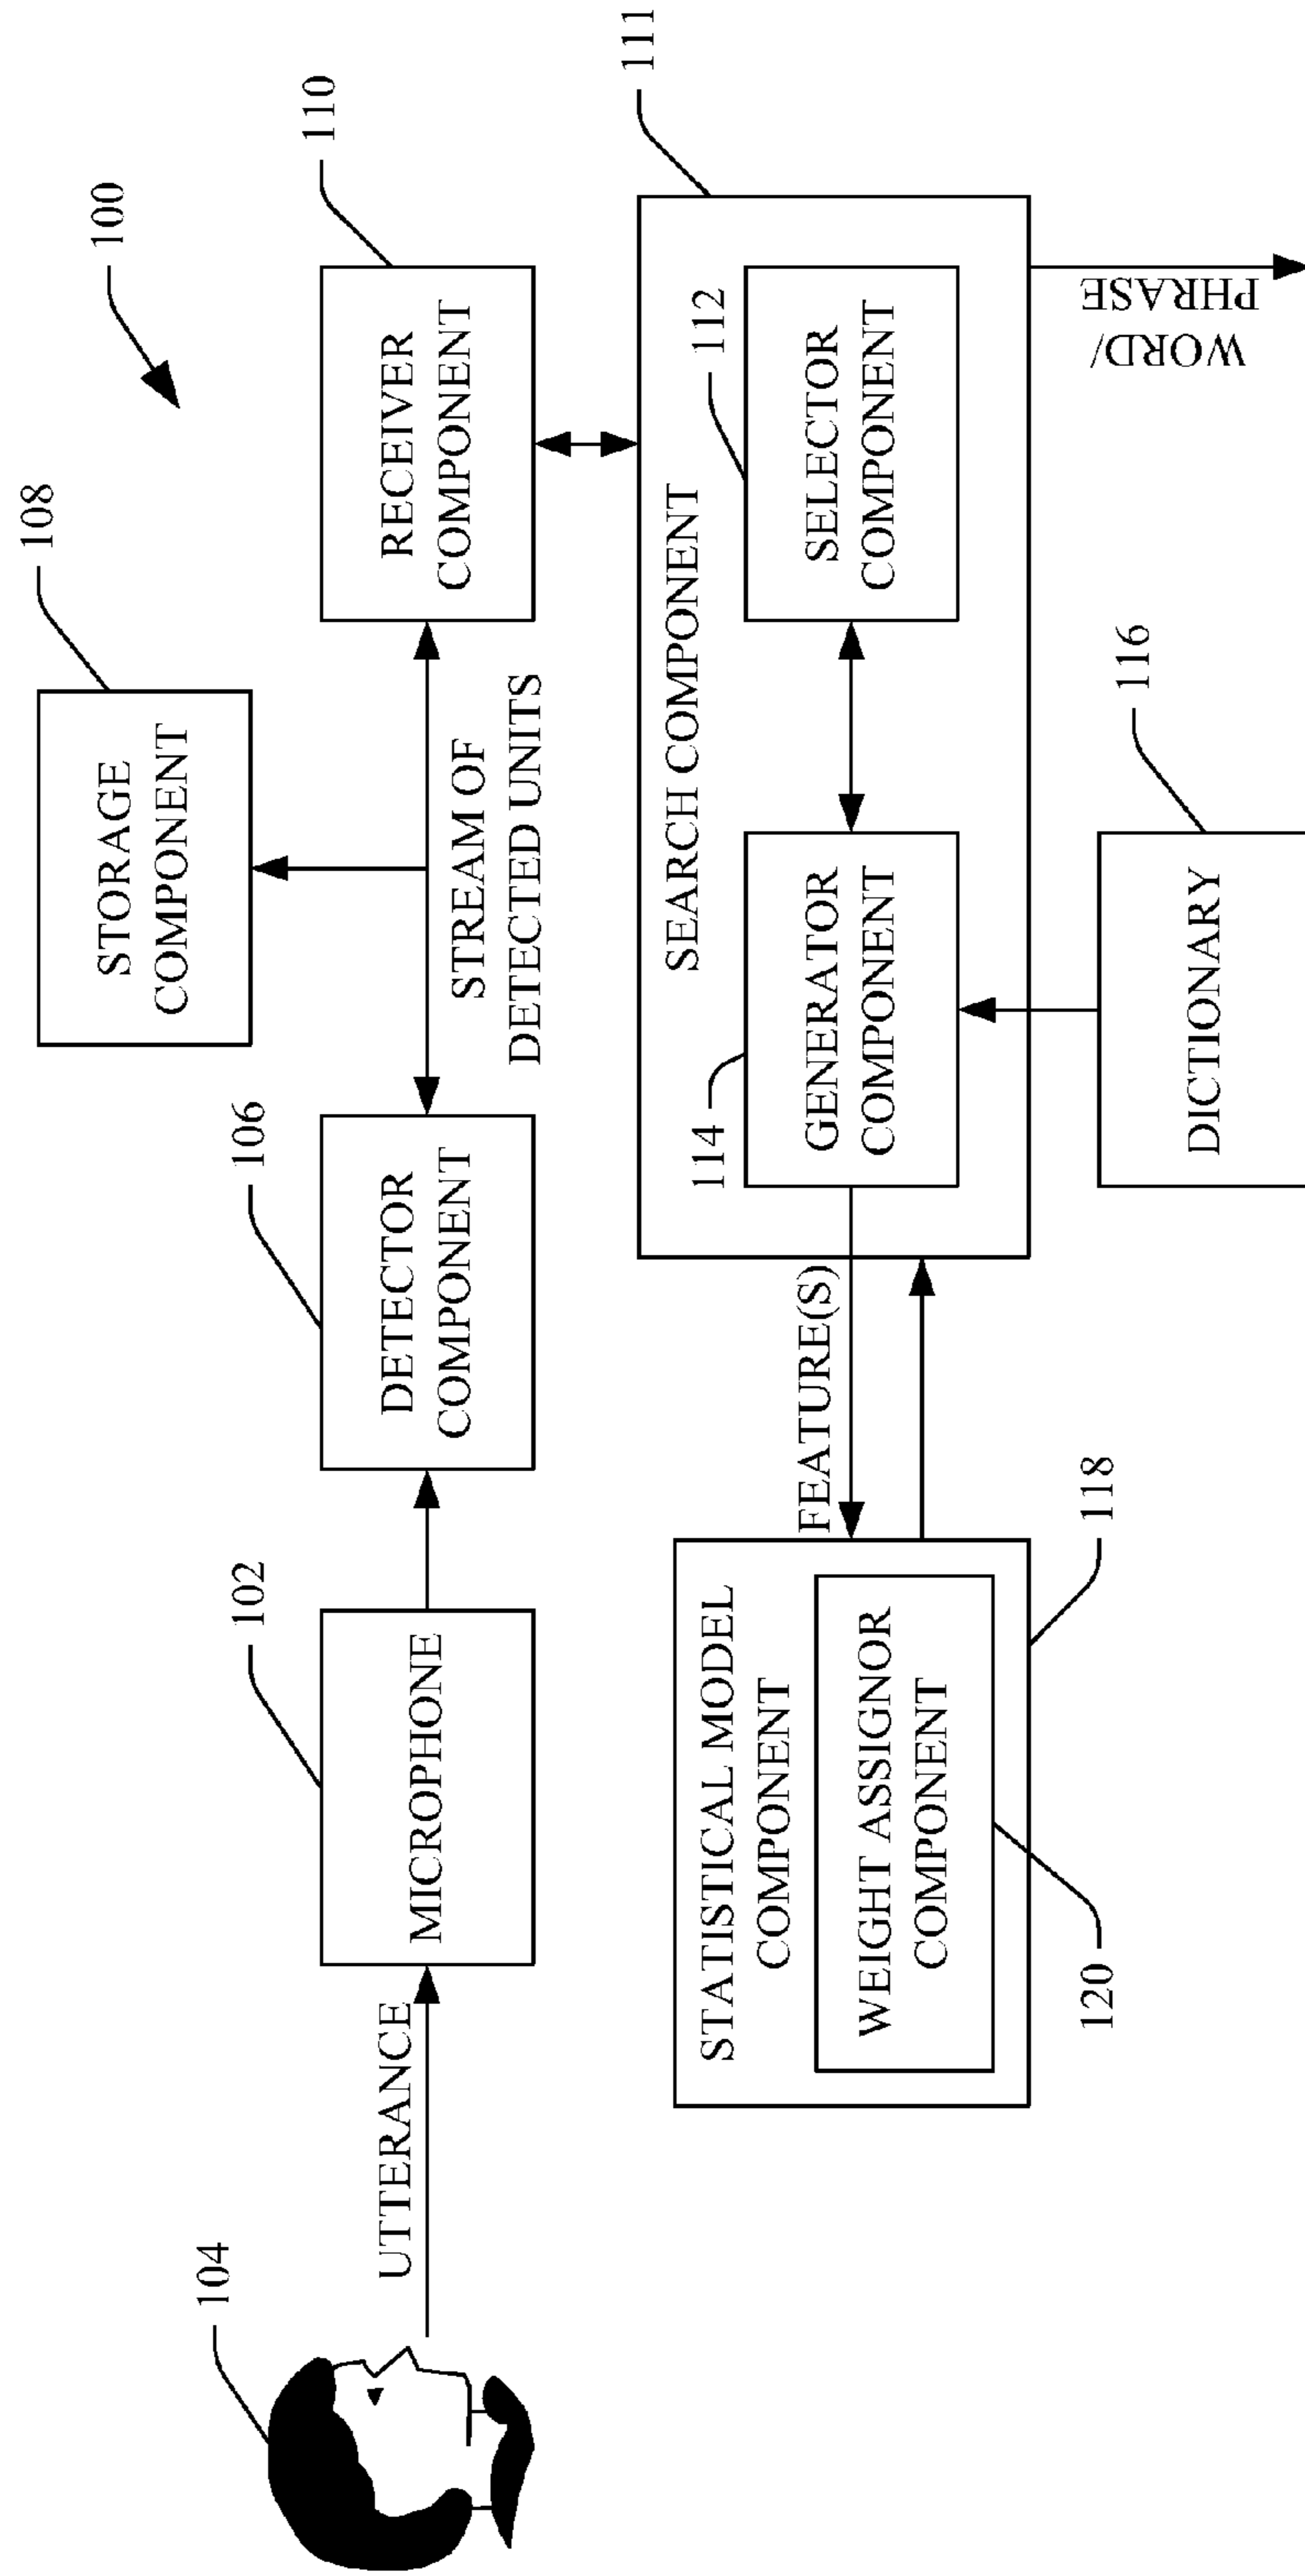 100
108
STORAGE
COMPONENT
104
UTTERANCE
102
MICROPHONE
106
DETECTOR
COMPONENT
STREAM OF
DETECTED UNITS
110
RECEIVER
COMPONENT
111
SEARCH COMPONENT
114
GENERATOR
COMPONENT
112
SELECTOR
COMPONENT
FEATURE(S)
STATISTICAL MODEL
COMPONENT
WEIGHT ASSIGNOR
COMPONENT
120
118
116
DICTIONARY
WORD/
PHRASE